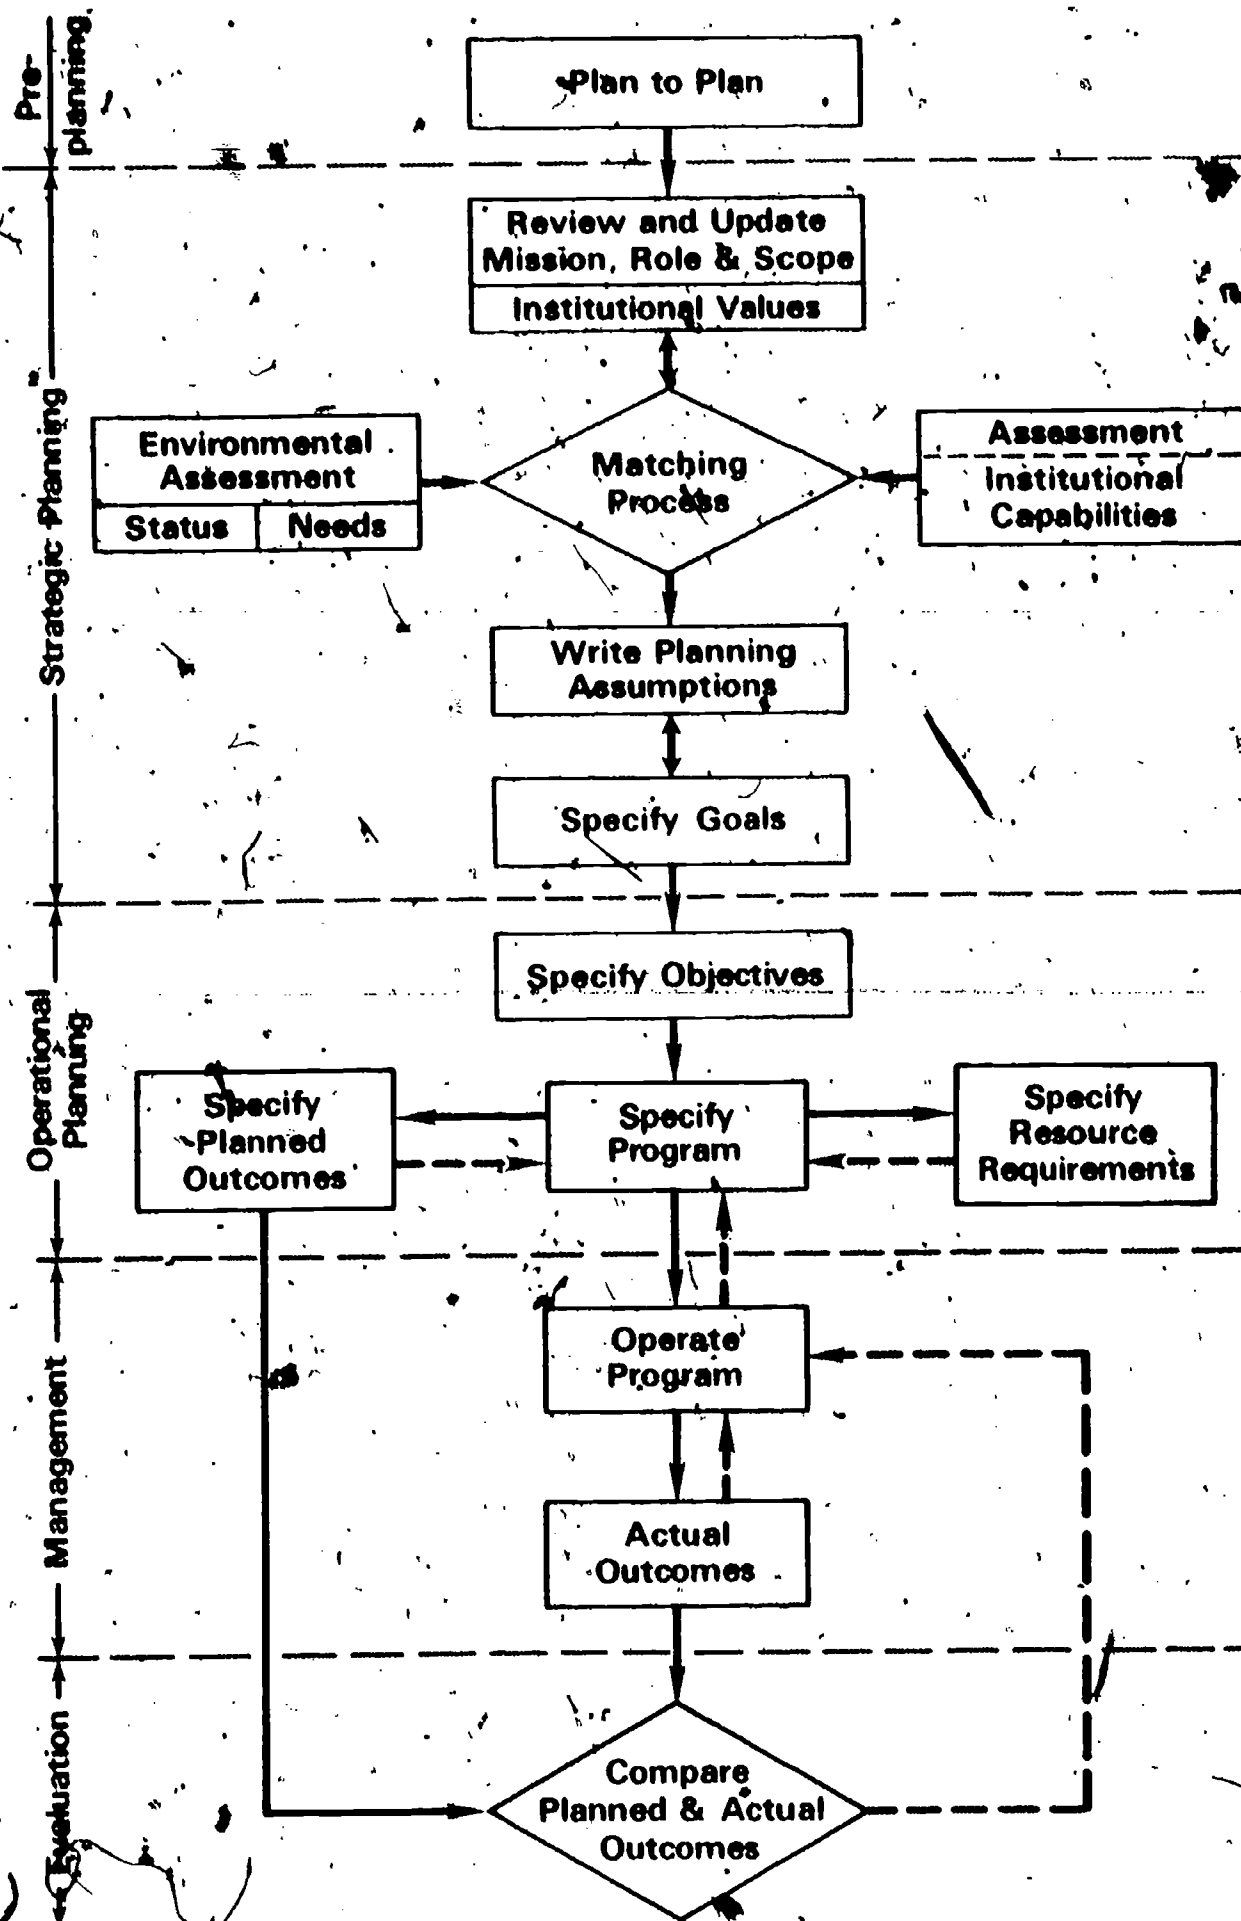 Pre-
planning
Plan to Plan
Review and Update
Mission, Role & Scope
Institutional Values
Strategic Planning
Environmental
Assessment
Status
Needs
Matching
Process
Assessment
Institutional
Capabilities
Write Planning
Assumptions
Specify Goals
Operational
Planning
Specify Objectives
Specify
Planned
Outcomes
Specify
Program
Specify
Resource
Requirements
Management
Operate
Program
Actual
Outcomes
Evaluation
Compare
Planned & Actual
Outcomes